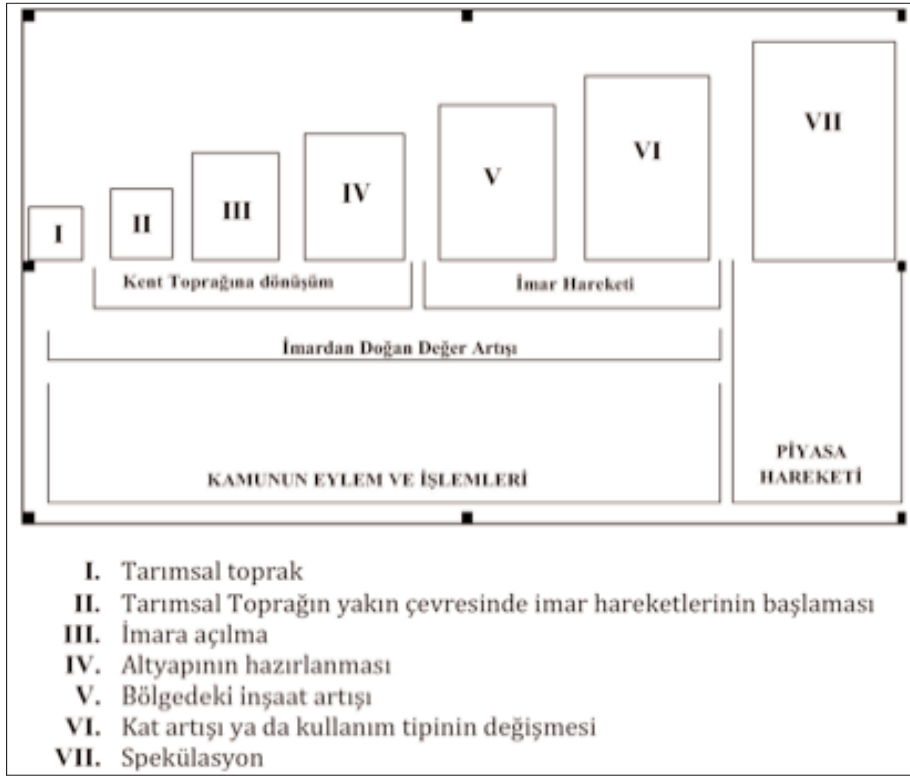 I
II
III
IV
V
VI
VII
Kent Toprağına dönüşüm
İmar Hareketi
İmardan Doğan Değer Artışı
KAMUNUN EYLEM VE İŞLEMLERİ
PİYASA
HAREKETİ
I. Tarımsal toprak
II. Tarımsal Toprağın yakın çevresinde imar hareketlerinin başlaması
III. İmara açılma
IV. Altyapının hazırlanması
V. Bölgedeki inşaat artışı
VI. Kat artışı ya da kullanım tipinin değişmesi
VII. Spekülasyon